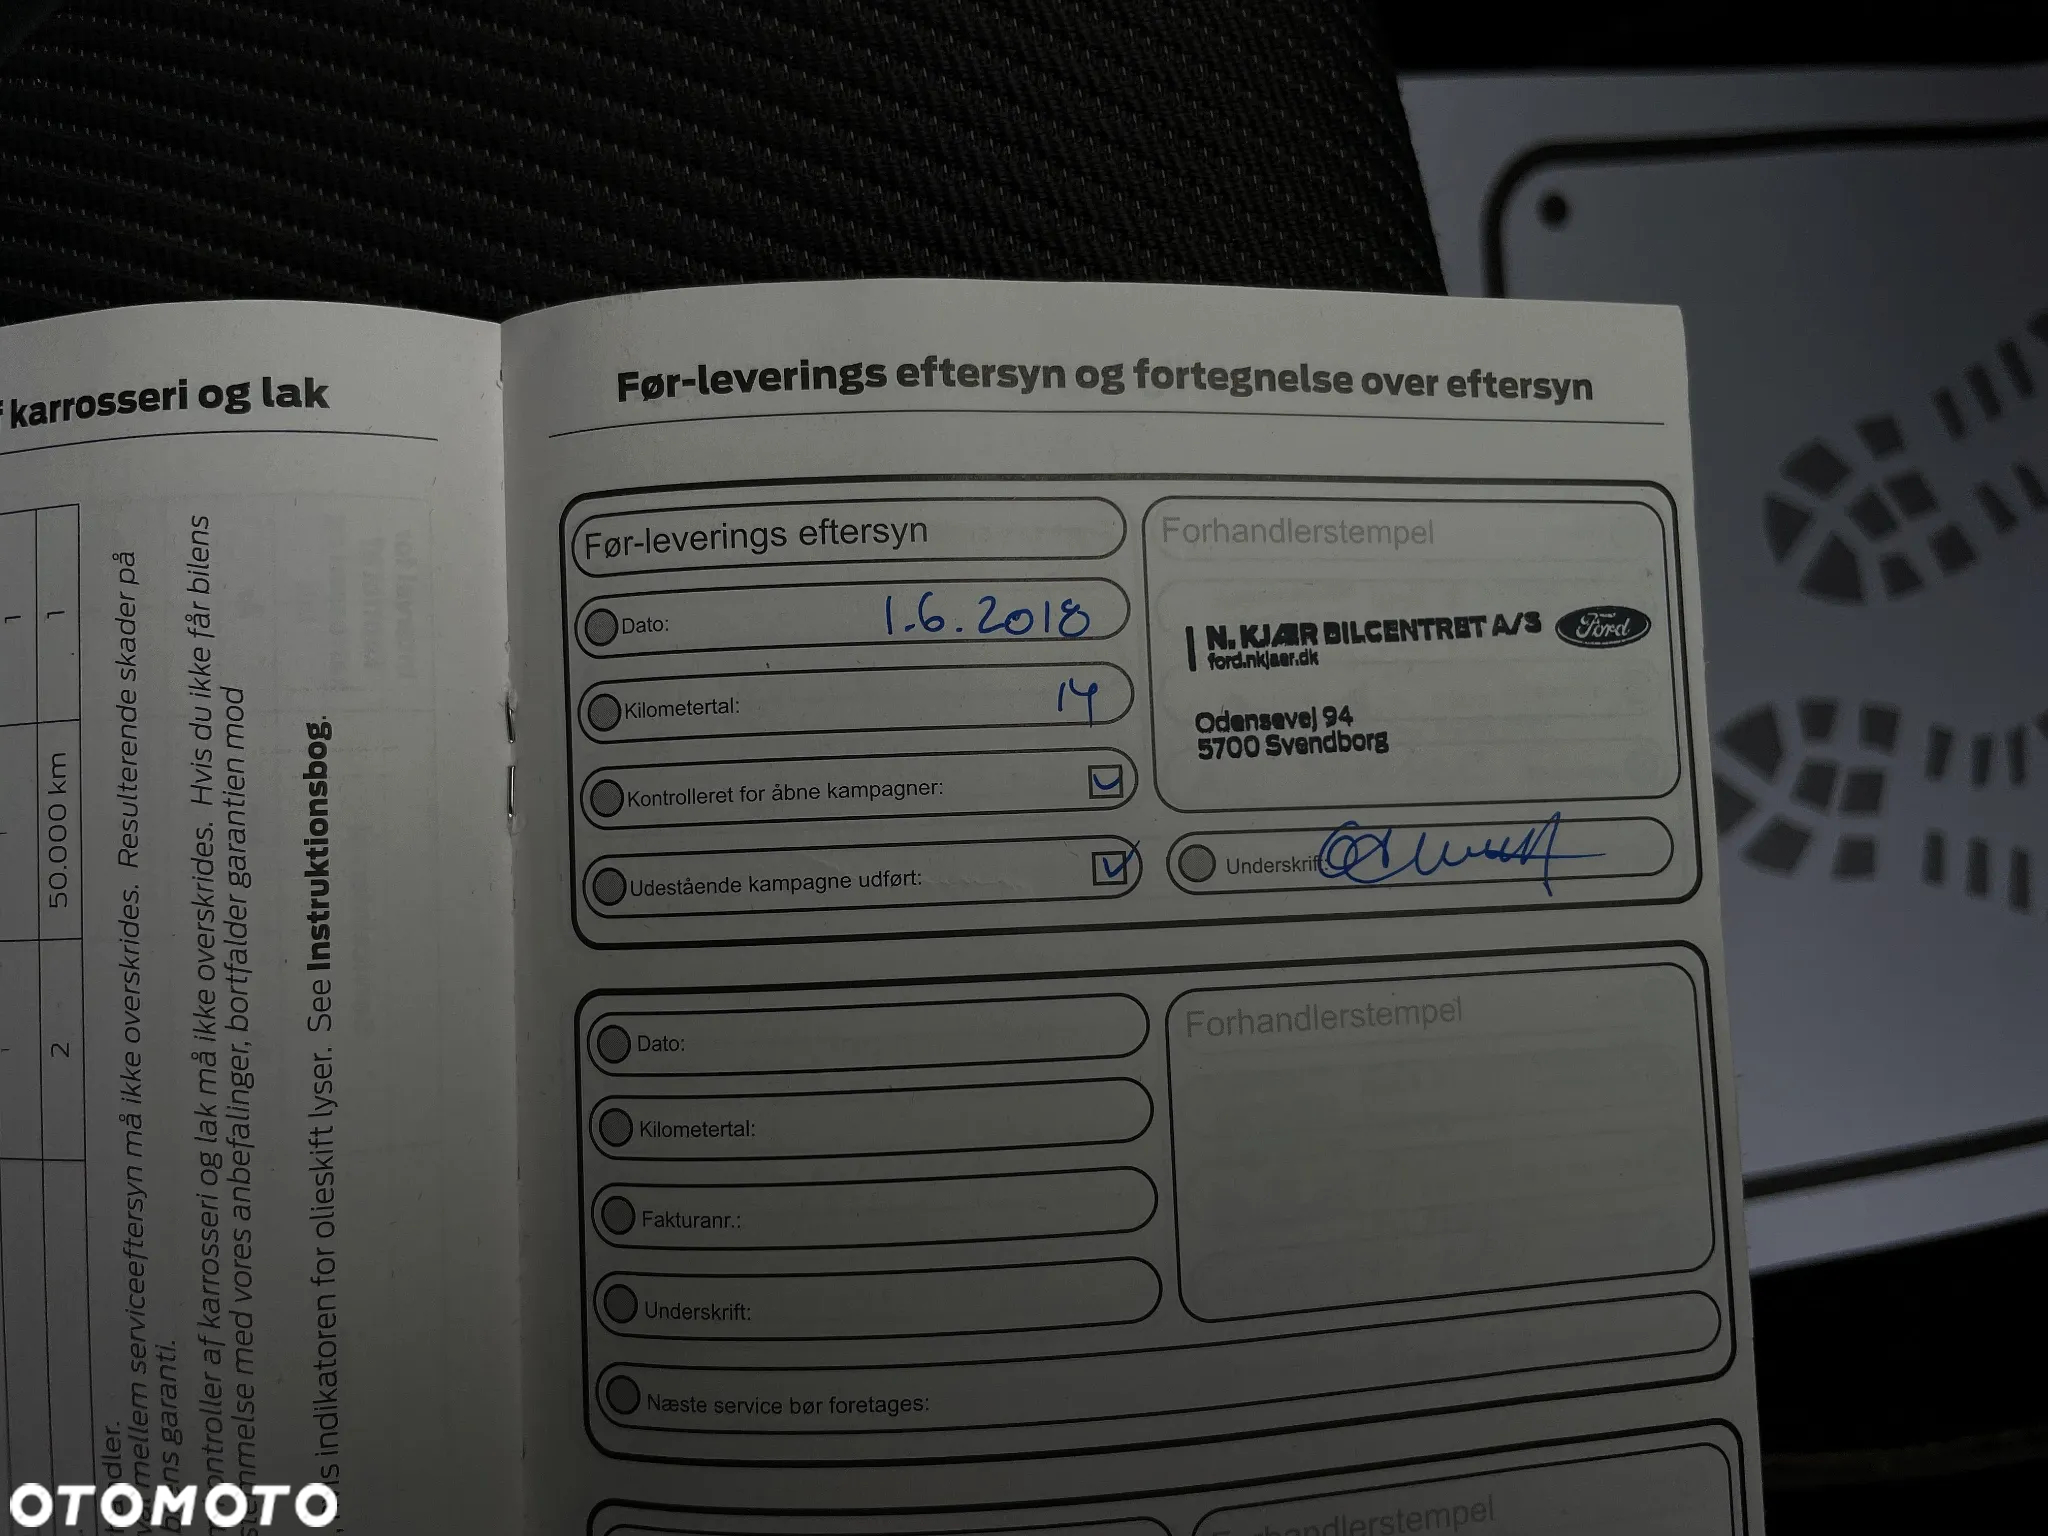 f karrosseri og lak
1
1
50.000 km
2
mellem serviceeftersyn må ikke overskrides. Resulterende skader på
bilens garanti.
ontroller af karrosseri og lak må ikke overskrides. Hvis du ikke får bilens
mmelse med vores anbefalinger, bortfalder garantien mod
is indikatoren for olieskift lyser. See Instruktionsbog.
Før-leverings eftersyn og fortegnelse over eftersyn
Før-leverings eftersyn
Dato: 1.6.2018
Kilometertal: 14
Kontrolleret for åbne kampagner:
Udestående kampagne udført:
Forhandlerstempel
N. KJÆR BILCENTRET A/S
Ford
ford.nkjaer.dk
Odensevej 94
5700 Svendborg
Underskrift:
Dato:
Kilometertal:
Fakturanr.:
Underskrift:
Næste service bør foretages:
Forhandlerstempel
Forhandlerstempel
OTOMOTO